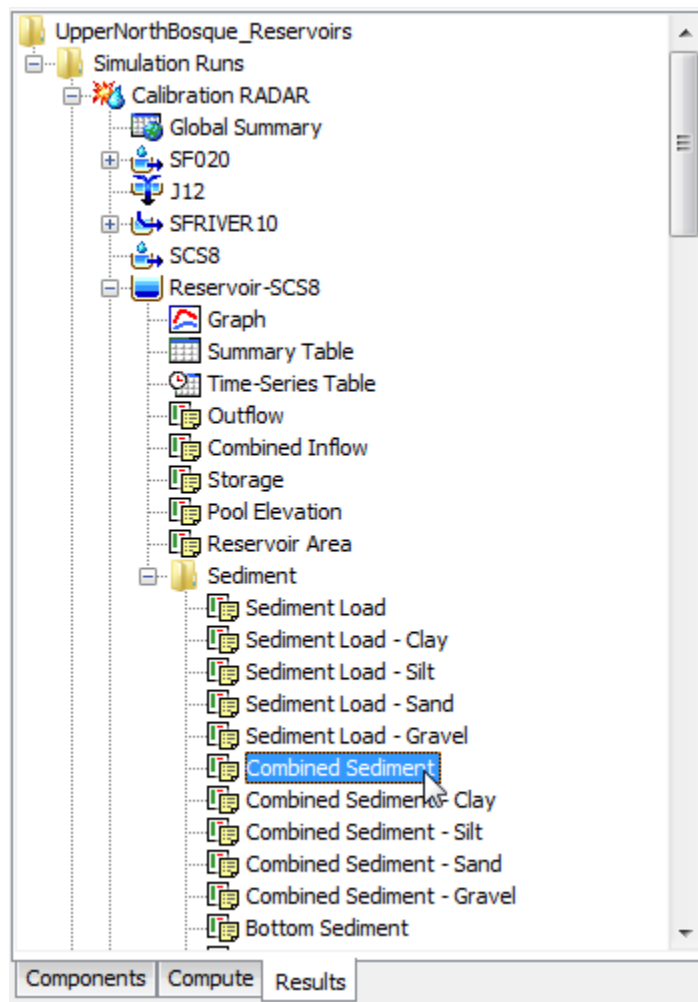 UpperNorthBosque_Reservoirs
Simulation Runs
Calibration RADAR
Global Summary
SF020
J12
SFRIVER10
SCS8
Reservoir-SCS8
Graph
Summary Table
Time-Series Table
Outflow
Combined Inflow
Storage
Pool Elevation
Reservoir Area
Sediment
Sediment Load
Sediment Load - Clay
Sediment Load - Silt
Sediment Load - Sand
Sediment Load - Gravel
Combined Sediment
Combined Sediment - Clay
Combined Sediment - Silt
Combined Sediment - Sand
Combined Sediment - Gravel
Bottom Sediment
Components Compute Results